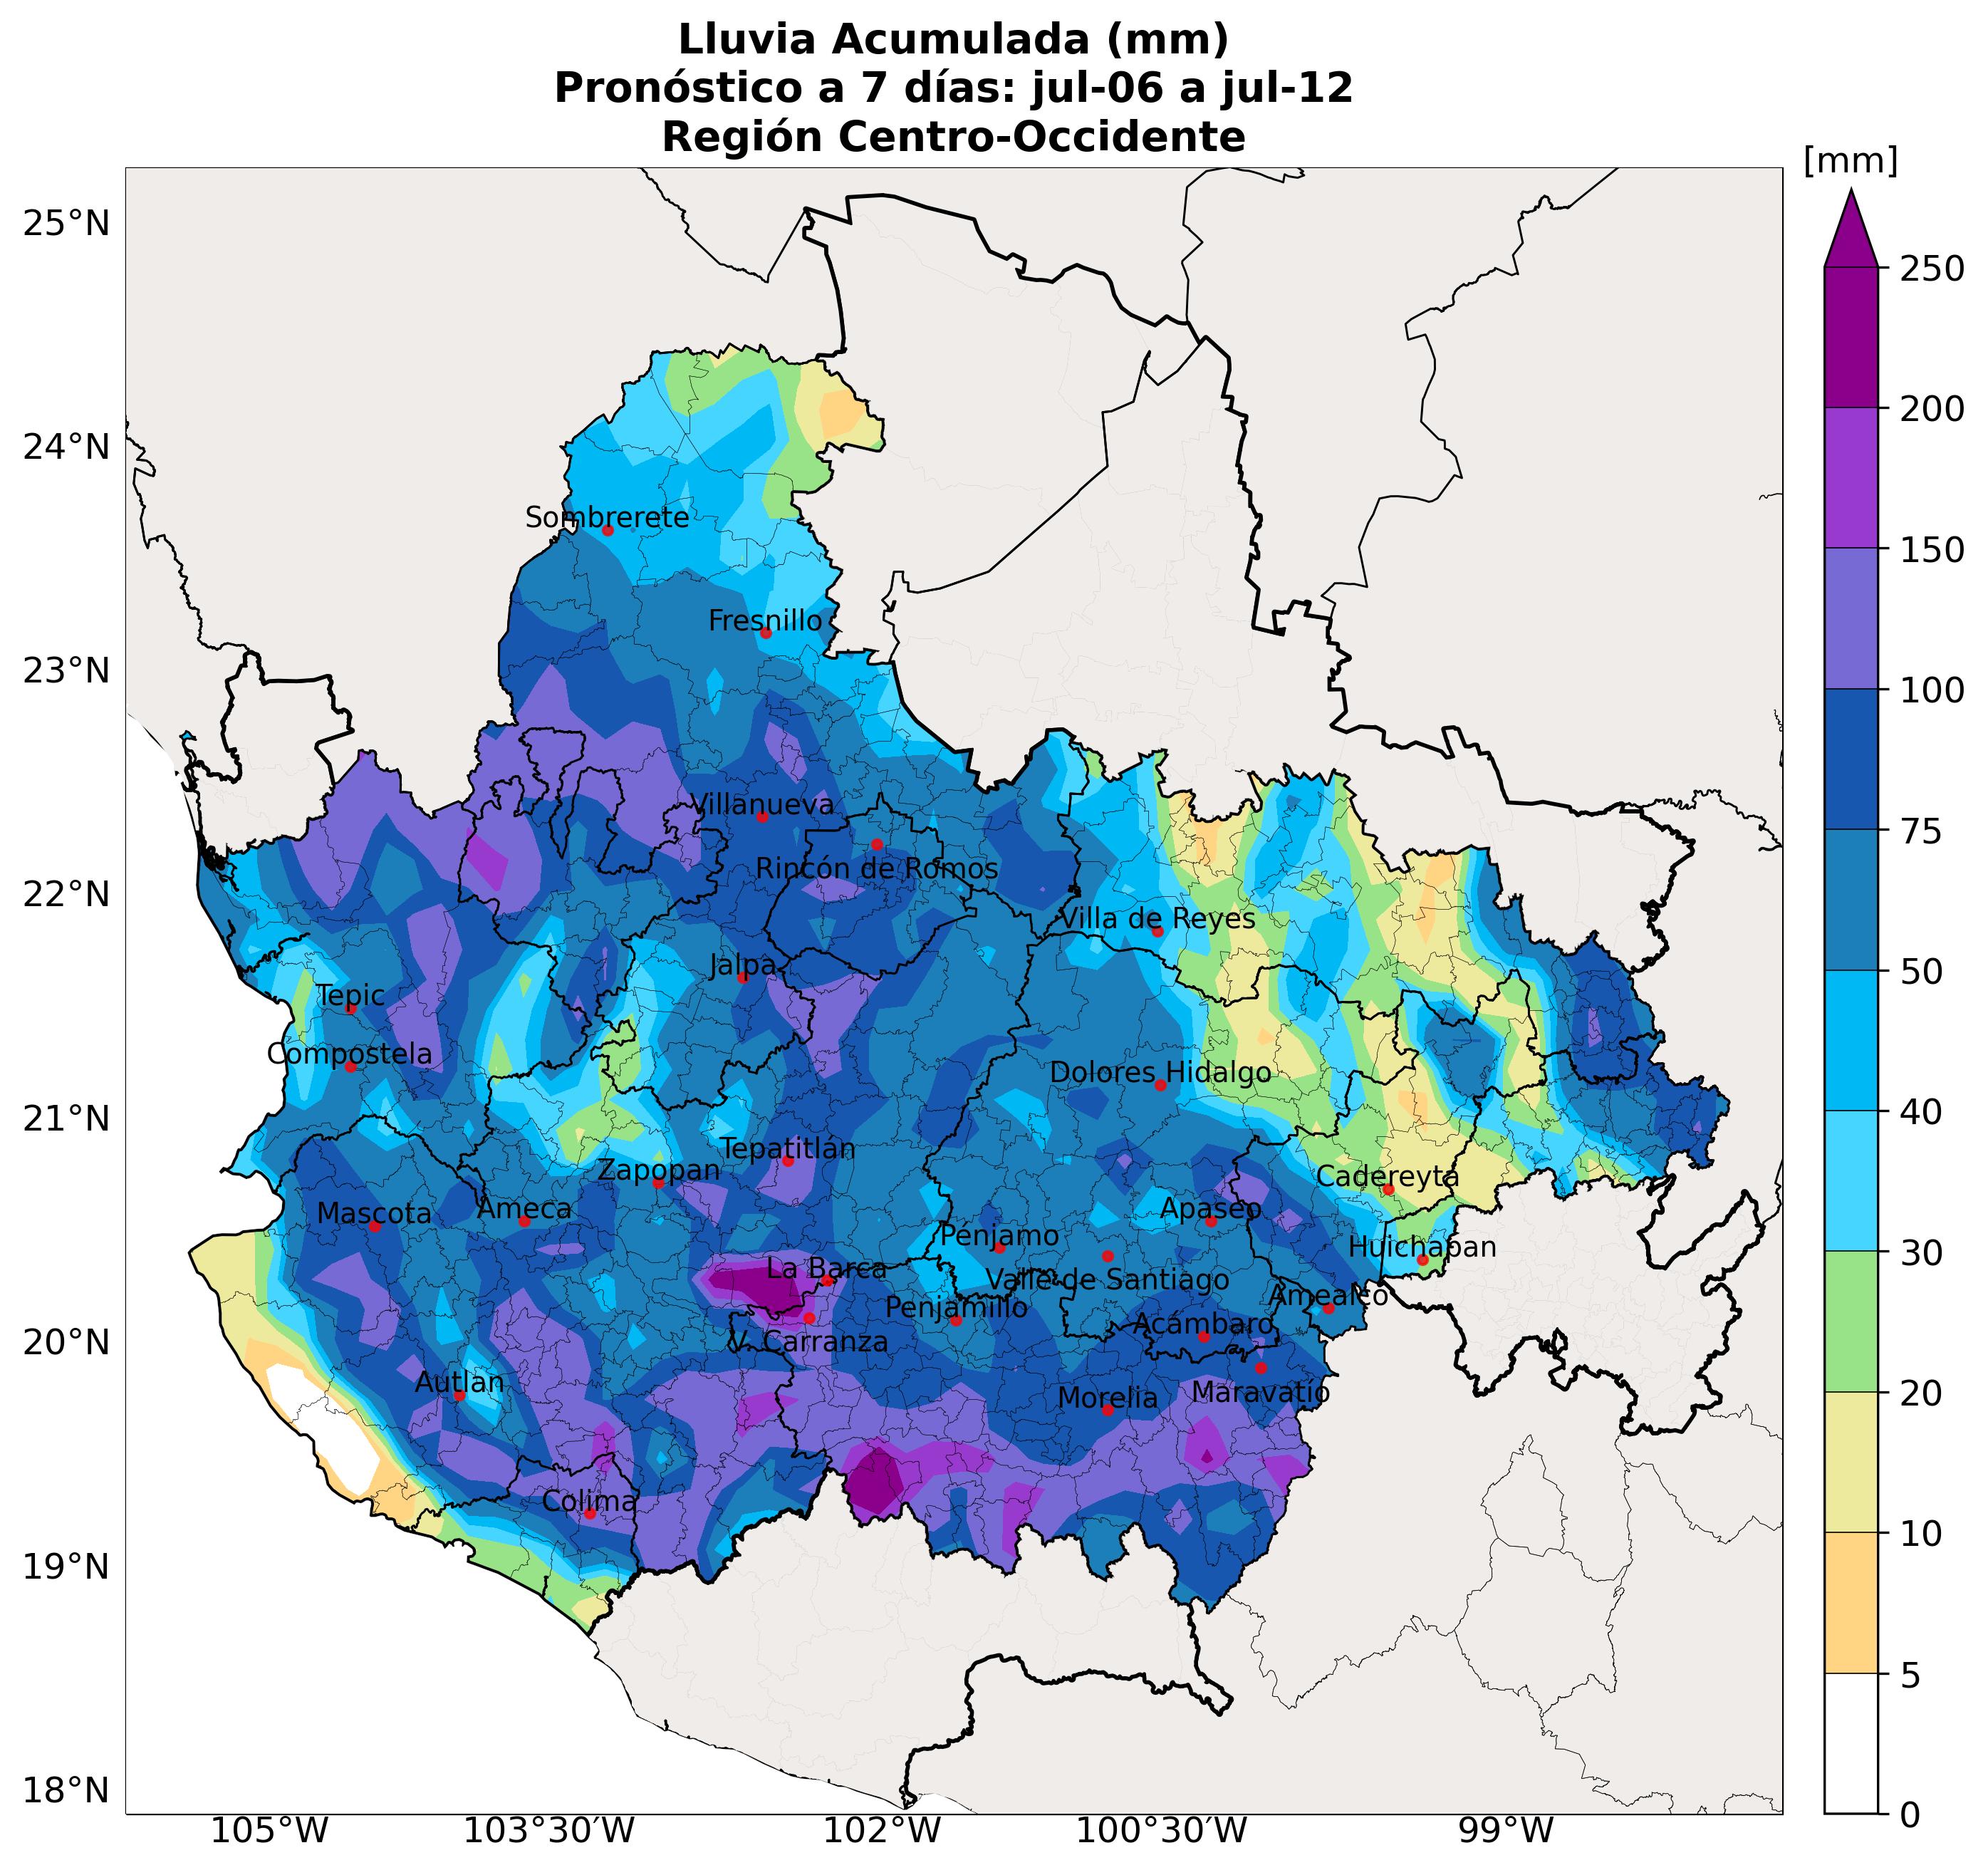 Lluvia Acumulada (mm)
Pronóstico a 7 días: jul-06 a jul-12
Región Centro-Occidente
[mm]
25°N
24°N
23°N
22°N
21°N
20°N
19°N
18°N
105°W
103°30'W
102°W
100°30'W
99°W
250
200
150
100
75
50
40
30
20
10
5
0
Sombrerete
Fresnillo
Villanueva
Rincón de Romos
Villa de Reyes
Jalpa
Tepic
Compostela
Dolores Hidalgo
Tepatitlán
Zapopan
Cadereyta
Mascota
Ameca
Apaseo
Pénjamo
Huichapan
La Barca
Valle de Santiago
Amealco
Penjamillo
Acámbaro
V. Carranza
Autlán
Morelia
Maravatío
Colima